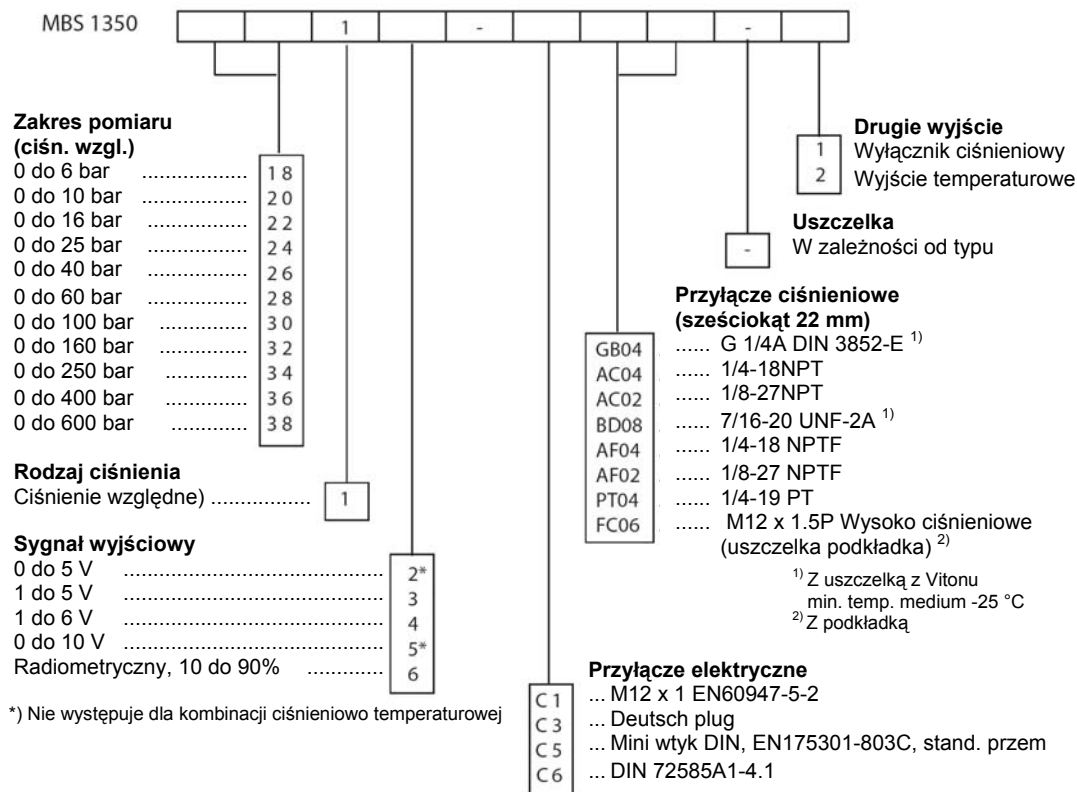 MBS 1350 1 - -
Zakres pomiaru
(ciśn. wzgl.)
0 do 6 bar .................. 18
0 do 10 bar ................. 20
0 do 16 bar ................ 22
0 do 25 bar ................ 24
0 do 40 bar ................ 26
0 do 60 bar ................ 28
0 do 100 bar .............. 30
0 do 160 bar .............. 32
0 do 250 bar .............. 34
0 do 400 bar ............... 36
0 do 600 bar ............. 38
Rodzaj ciśnienia
Ciśnienie względne) ................. 1
Sygnał wyjściowy
0 do 5 V ............................................ 2*
1 do 5 V ............................................ 3
1 do 6 V ............................................ 4
0 do 10 V .......................................... 5*
Radiometryczny, 10 do 90% ............. 6
*) Nie występuje dla kombinacji ciśnieniowo temperaturowej
Drugie wyjście
1 Wyłącznik ciśnieniowy
2 Wyjście temperaturowe
Uszczelka
- W zależności od typu
Przyłącze ciśnieniowe
(sześciokąt 22 mm)
GB04 ...... G 1/4A DIN 3852-E 1)
AC04 ...... 1/4-18NPT
AC02 ...... 1/8-27NPT
BD08 ...... 7/16-20 UNF-2A 1)
AF04 ...... 1/4-18 NPTF
AF02 ...... 1/8-27 NPTF
PT04 ...... 1/4-19 PT
FC06 ...... M12 x 1.5P Wysoko ciśnieniowe
(uszczelka podkładka) 2)
1) Z uszczelką z Vitonu
min. temp. medium -25 °C
2) Z podkładką
Przyłącze elektryczne
C1 ... M12 x 1 EN60947-5-2
C3 ... Deutsch plug
C5 ... Mini wtyk DIN, EN175301-803C, stand. przem
C6 ... DIN 72585A1-4.1